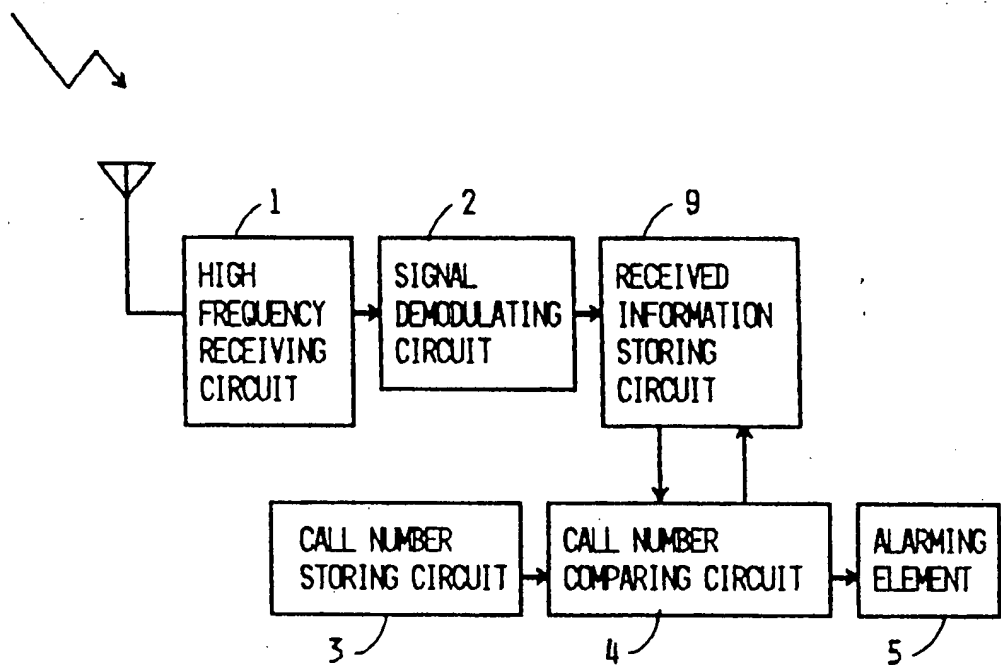 1
2
9
HIGH
FREQUENCY
RECEIVING
CIRCUIT
SIGNAL
DEMODULATING
CIRCUIT
RECEIVED
INFORMATION
STORING
CIRCUIT
CALL NUMBER
STORING CIRCUIT
CALL NUMBER
COMPARING CIRCUIT
ALARMING
ELEMENT
3
4
5